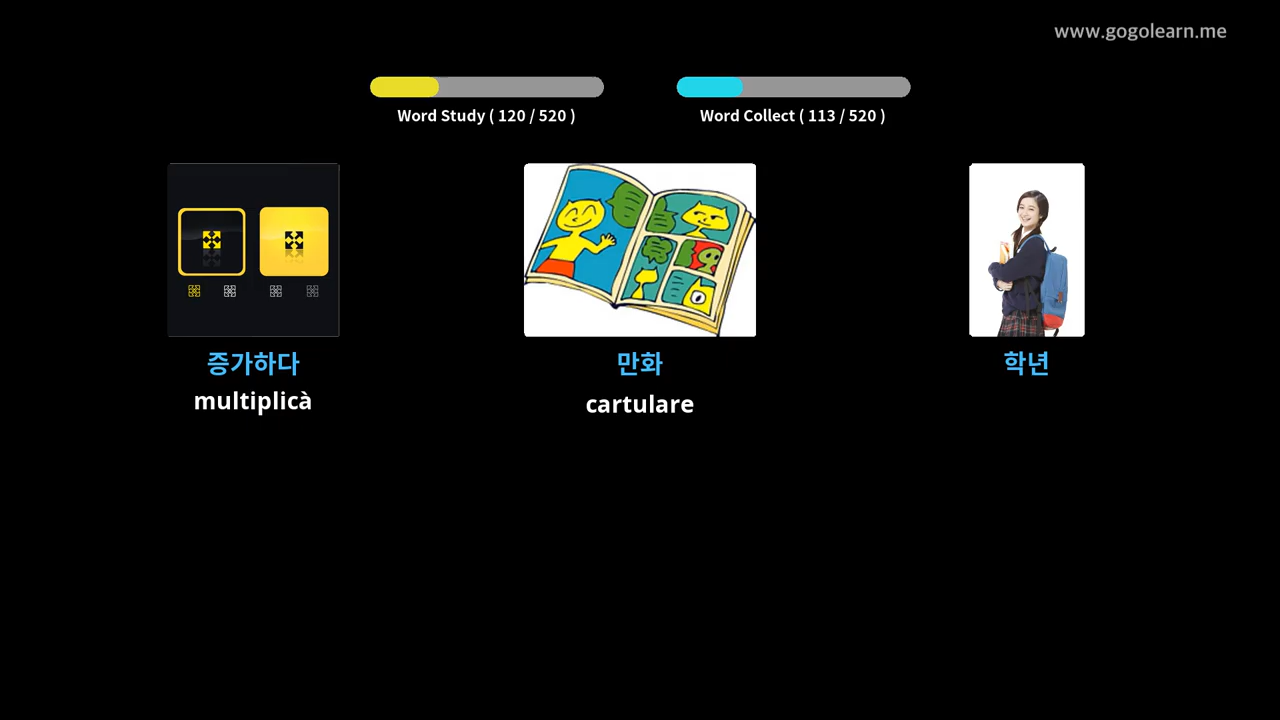 www.gogolearn.me
Word Study ( 120 / 520 )
Word Collect ( 113 / 520 )
증가하다
만화
학년
multiplicà
cartulare